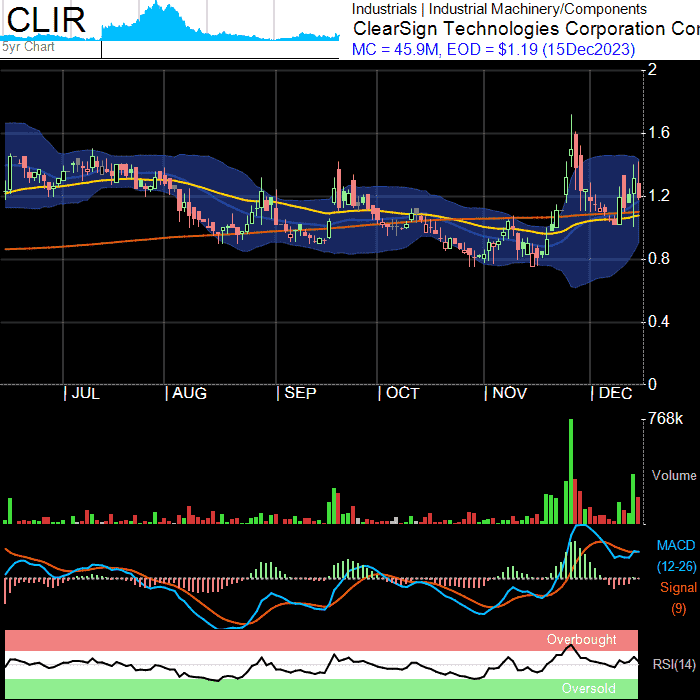 CLIR
5yr Chart
Industrials | Industrial Machinery/Components
ClearSign Technologies Corporation Cor
MC = 45.9M, EOD = $1.19 (15Dec2023)
2
1.6
1.2
0.8
0.4
0
JUL
AUG
SEP
OCT
NOV
DEC
768k
Volume
MACD
(12-26)
Signal
(9)
Overbought
RSI(14)
Oversold